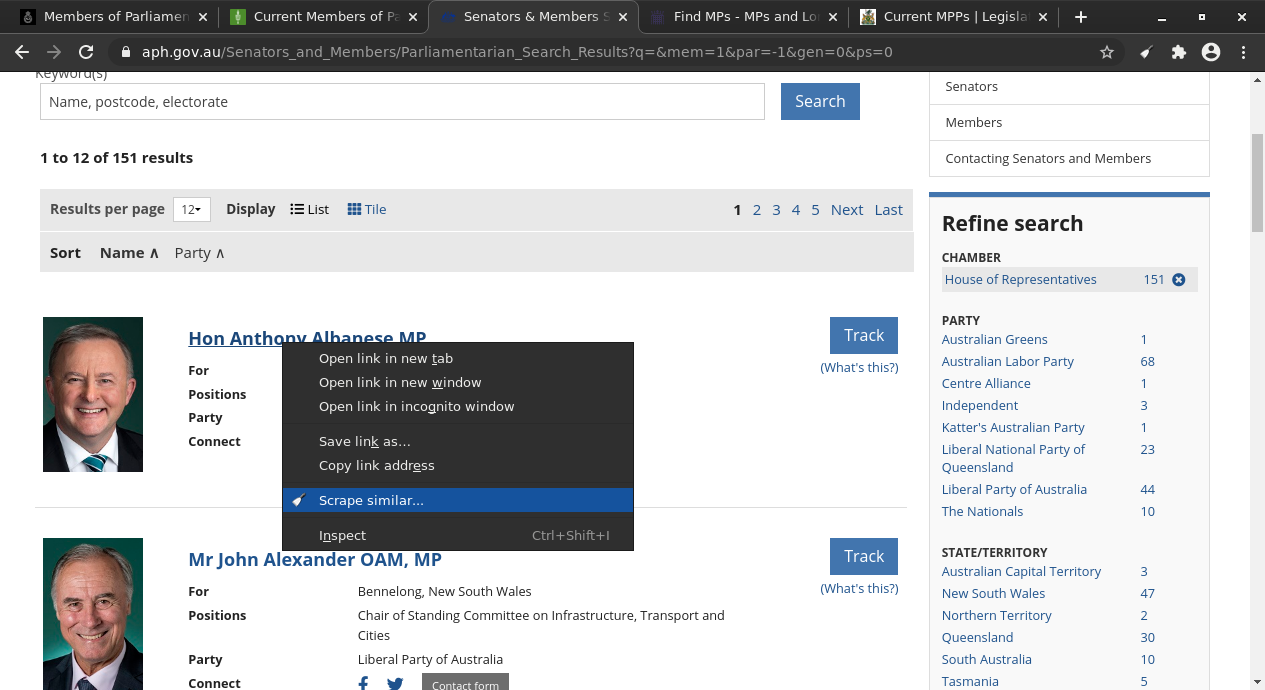 Members of Parliamen
Current Members of Pa
Senators & Members S
Find MPs - MPs and Lor
Current MPPs | Legisla
aph.gov.au/Senators_and_Members/Parliamentarian_Search_Results?q=&mem=1&par=-1&gen=0&ps=0
Keyword(s)
Name, postcode, electorate
Search
1 to 12 of 151 results
Results per page 12 Display List Tile 1 2 3 4 5 Next Last
Sort Name ∧ Party ∧
Hon Anthony Albanese MP
For
Positions
Party
Connect
Track
(What's this?)
Open link in new tab
Open link in new window
Open link in incognito window
Save link as...
Copy link address
Scrape similar...
Inspect Ctrl+Shift+I
Mr John Alexander OAM, MP
For Bennelong, New South Wales
Positions Chair of Standing Committee on Infrastructure, Transport and
Cities
Party Liberal Party of Australia
Connect Contact form
Track
(What's this?)
Senators
Members
Contacting Senators and Members
Refine search
CHAMBER
House of Representatives 151
PARTY
Australian Greens 1
Australian Labor Party 68
Centre Alliance 1
Independent 3
Katter's Australian Party 1
Liberal National Party of 23
Queensland
Liberal Party of Australia 44
The Nationals 10
STATE/TERRITORY
Australian Capital Territory 3
New South Wales 47
Northern Territory 2
Queensland 30
South Australia 10
Tasmania 5